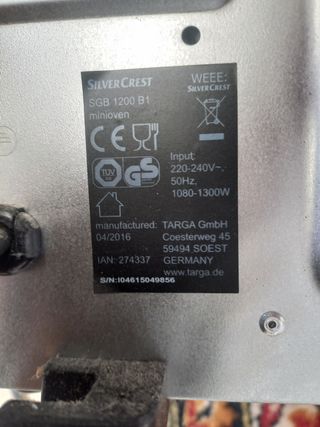 SILVERCREST
SGB 1200 B1
minioven
WEEE:
SILVERCREST
CE
TÜV
GS
Input:
220-240V~,
50Hz,
1080-1300W
manufactured:
04/2016
TARGA GmbH
Coesterweg 45
59494 SOEST
GERMANY
www.targa.de
IAN: 274337
S/N:I04615049856